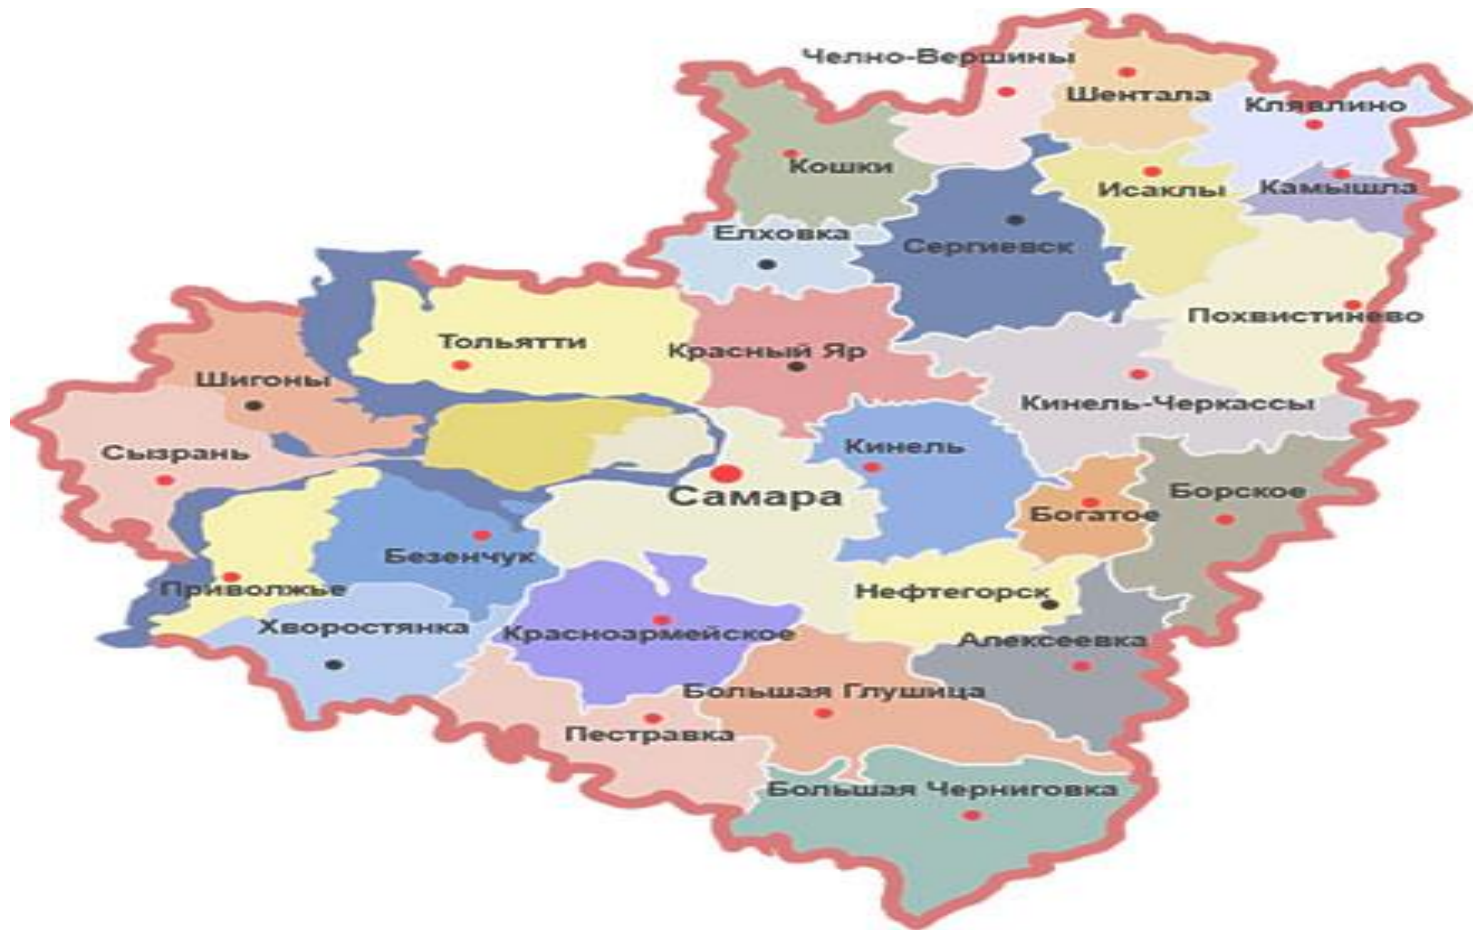 Челно-Вершины
Шентала
Клявлино
Кошки
Исаклы
Камышла
Елховка
Сергиевск
Похвистинево
Тольятти
Красный Яр
Шигоны
Кинель-Черкассы
Сызрань
Кинель
Самара
Борское
Богатое
Безенчук
Приволжье
Нефтегорск
Хворостянка
Красноармейское
Алексеевка
Большая Глушица
Пестравка
Большая Черниговка